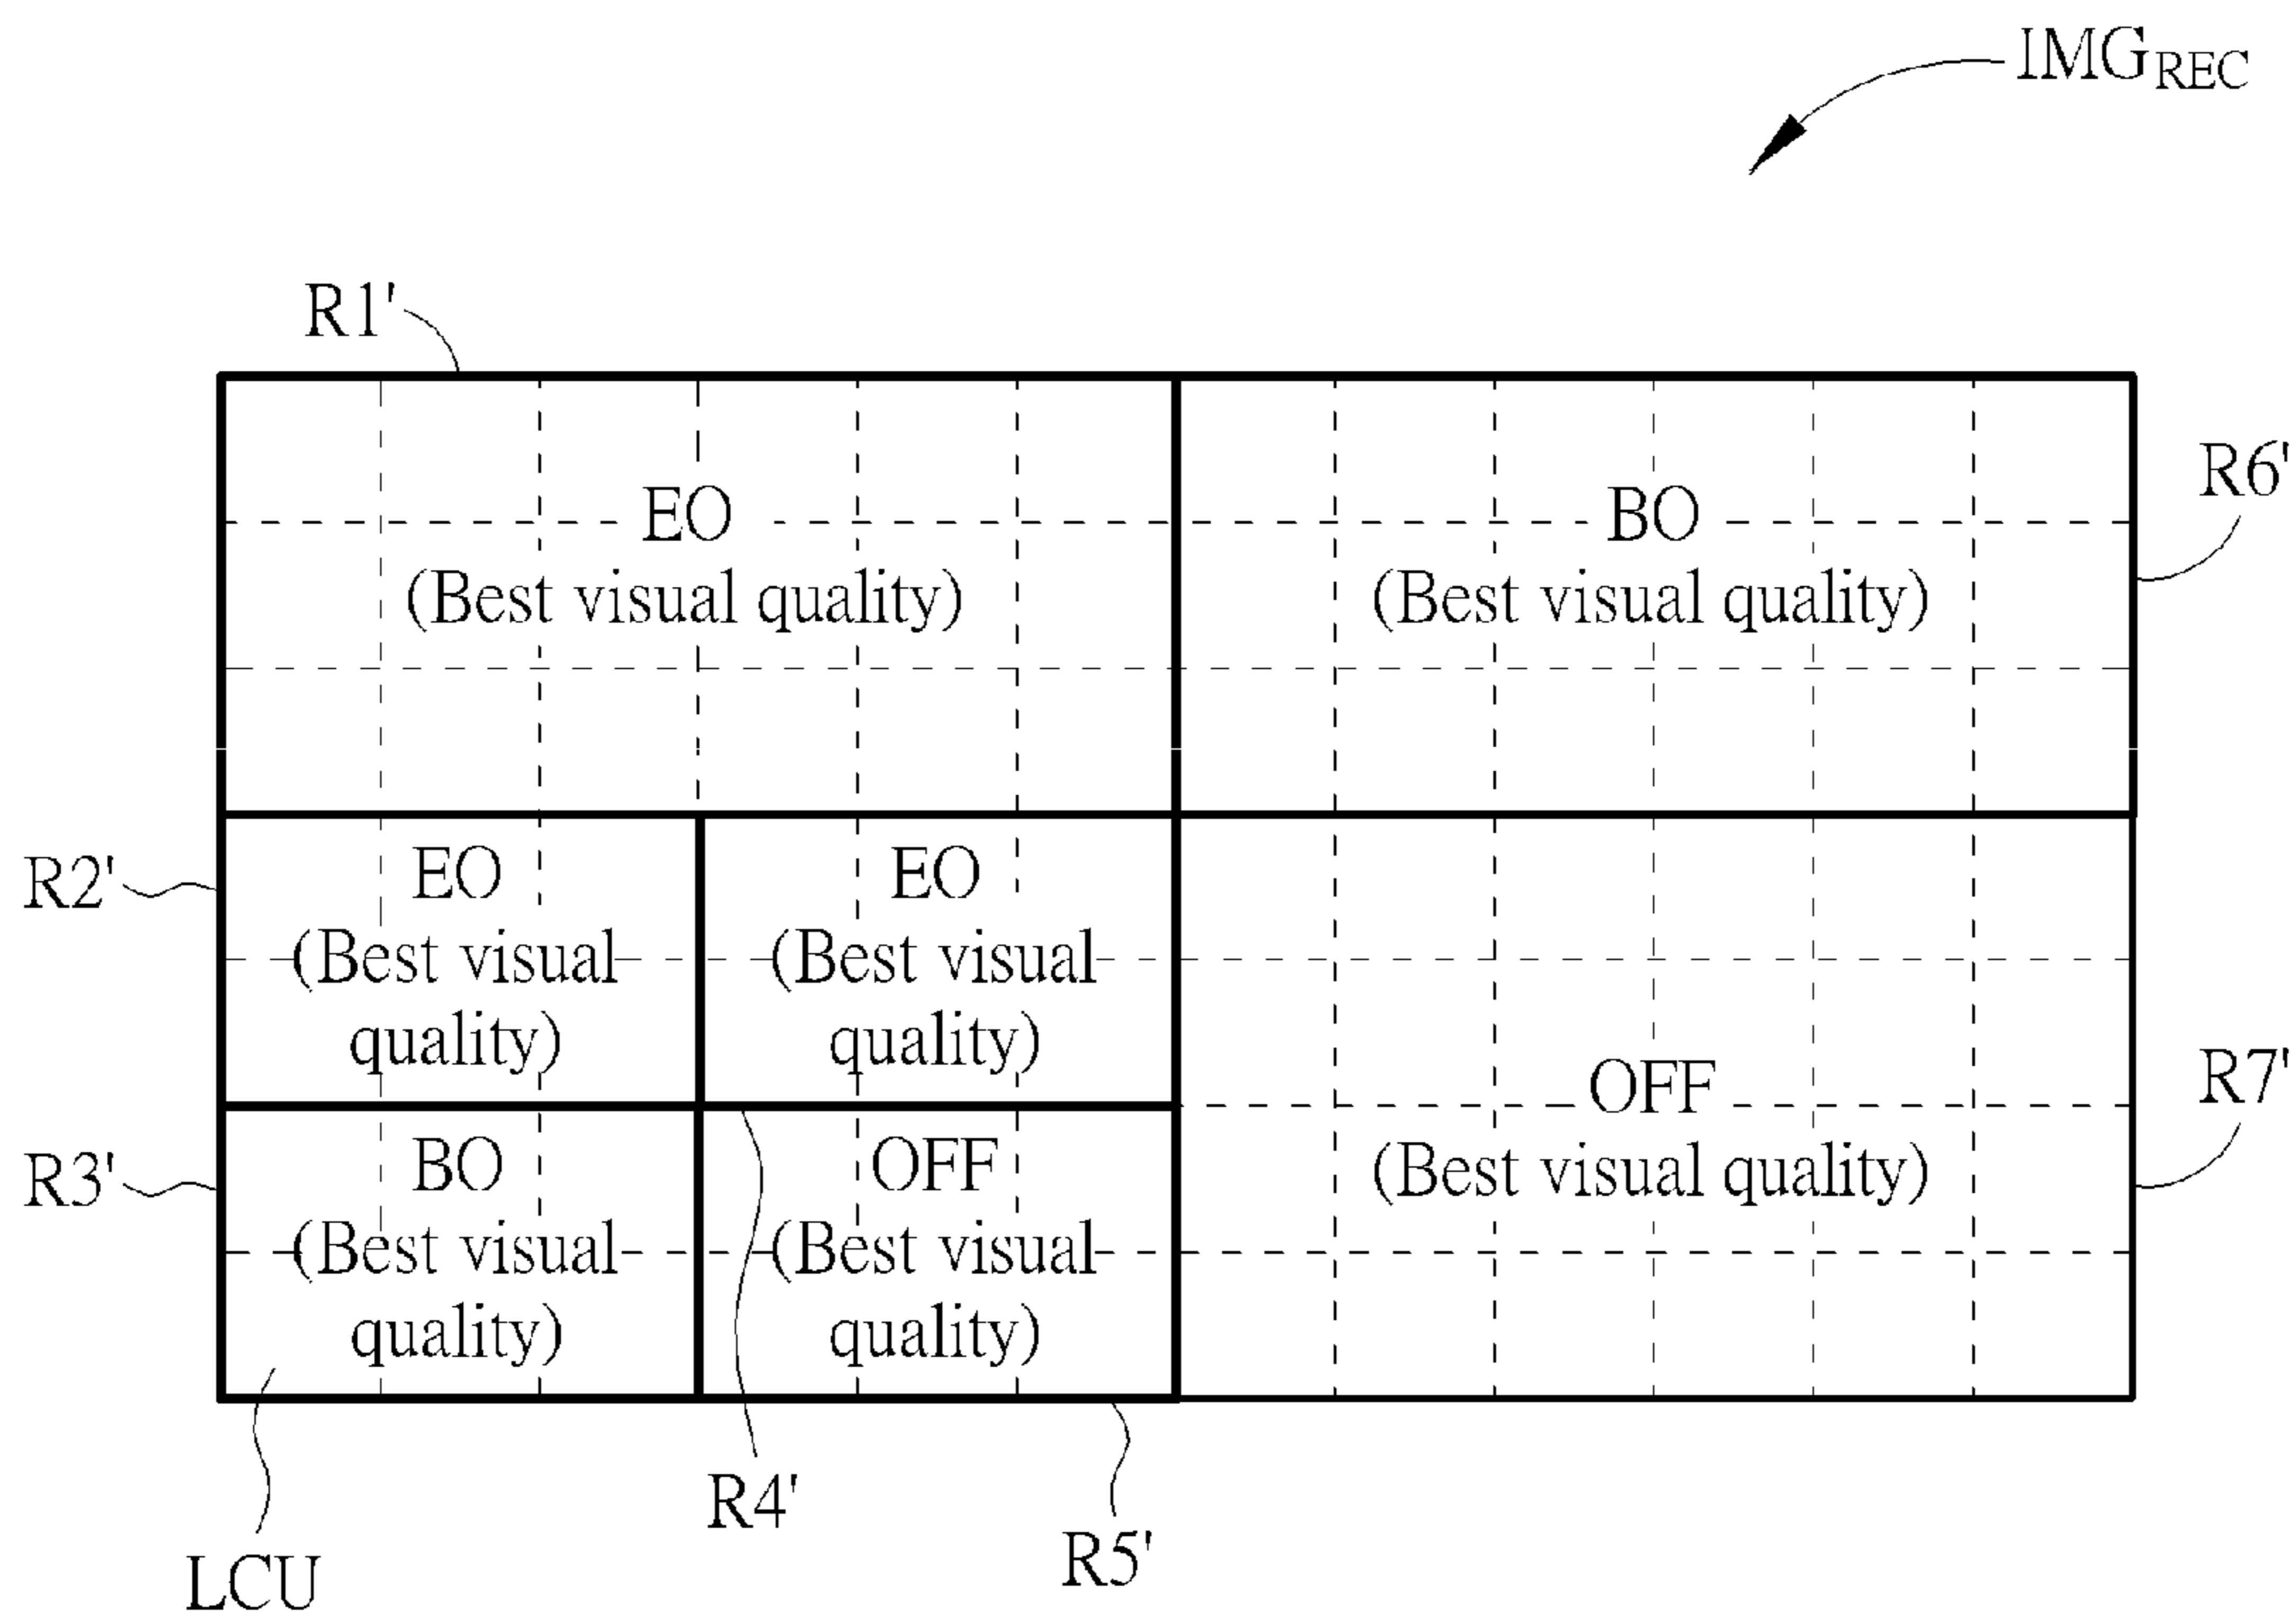 IMGREC
R1'
EO
(Best visual quality)
BO
(Best visual quality)
R6'
R2'
EO
(Best visual
quality)
EO
(Best visual
quality)
R3'
BO
(Best visual
quality)
OFF
(Best visual
quality)
OFF
(Best visual quality)
R7'
R4'
R5'
LCU